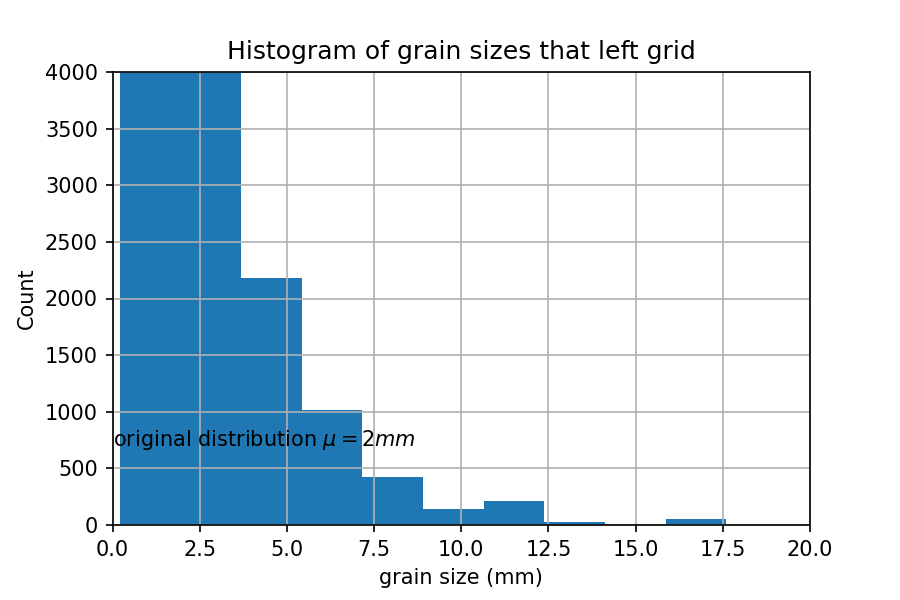 Histogram of grain sizes that left grid
4000
3500
3000
2500
2000
1500
1000
500
0
Count
original distribution μ = 2mm
0.0 2.5 5.0 7.5 10.0 12.5 15.0 17.5 20.0
grain size (mm)